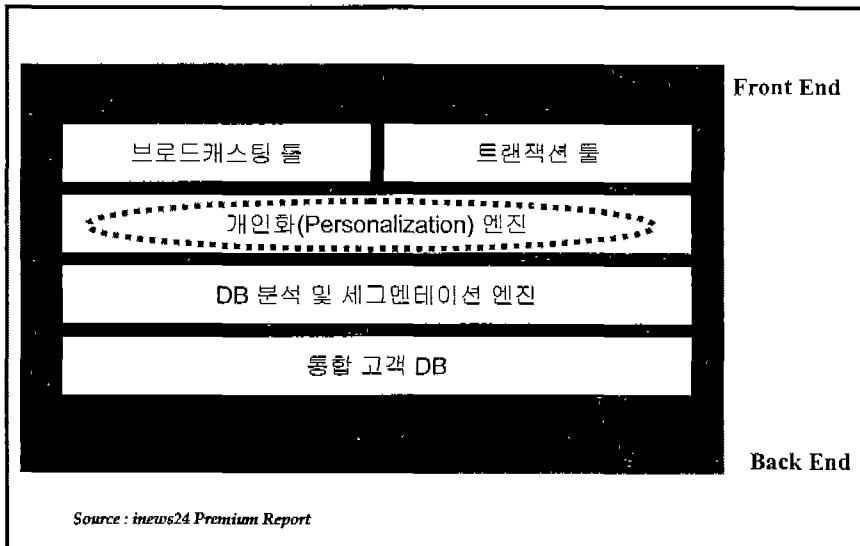 Front End
브로드캐스팅 툴 트랜잭션 툴
개인화(Personalization) 엔진
DB 분석 및 세그멘테이션 엔진
통합 고객 DB
Back End
Source : inews24 Premium Report